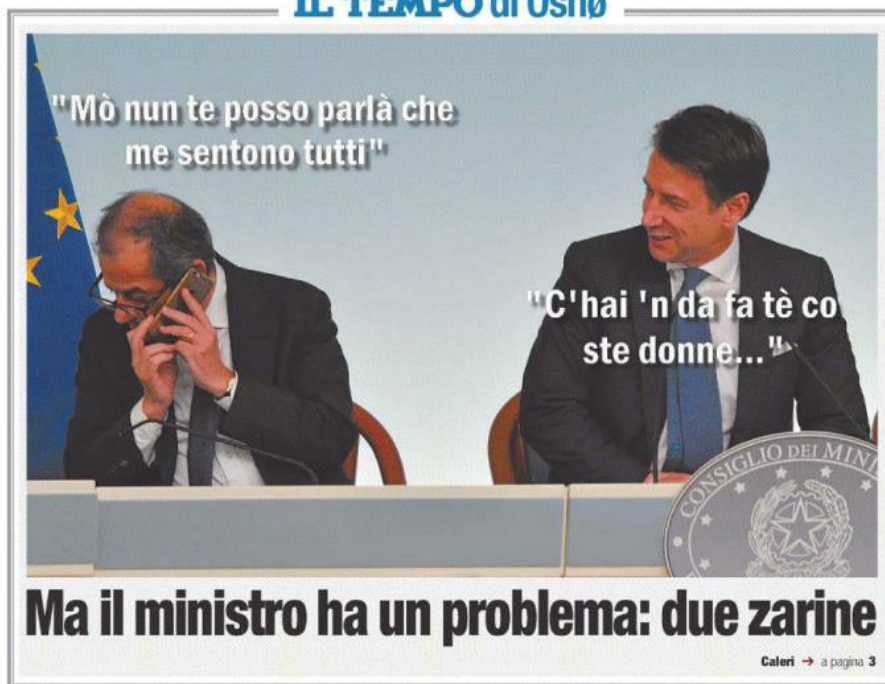 IL TEMPO di Oshø
"Mò nun te posso parlà che
me sentono tutti"
"C'hai 'n da fa tè co
ste donne..."
CONSIGLIO DEI MINI
Ma il ministro ha un problema: due zarine
Caleri → a pagina 3